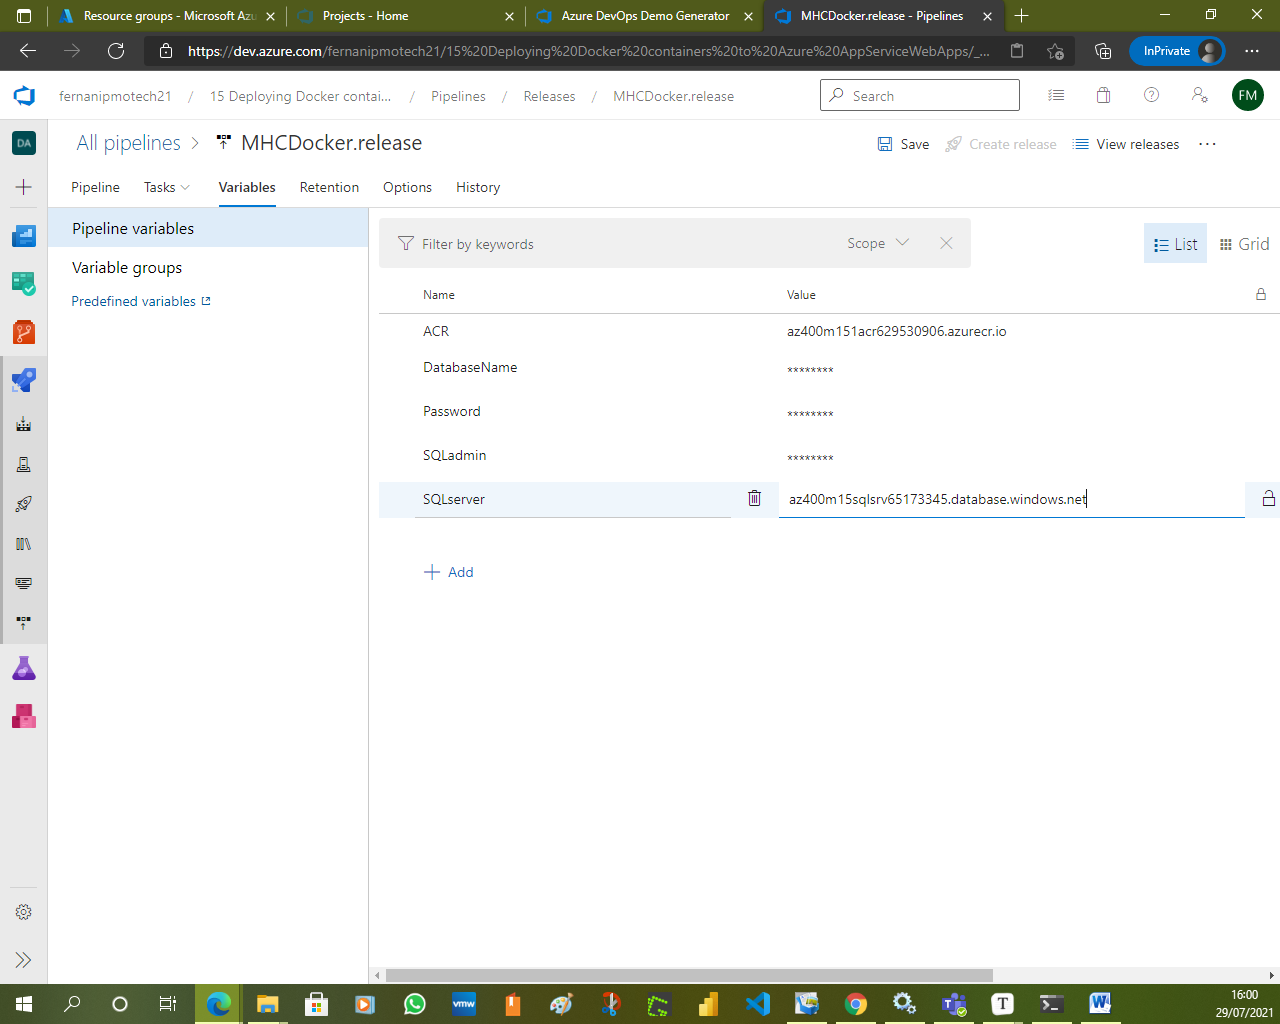 Resource groups - Microsoft Azu
Projects - Home
Azure DevOps Demo Generator
MHCDocker.release - Pipelines
https://dev.azure.com/fernanipmotech21/15%20Deploying%20Docker%20containers%20to%20Azure%20AppServiceWebApps/_...
InPrivate
fernanipmotech21 / 15 Deploying Docker contai... / Pipelines / Releases / MHCDocker.release
Search
FM
DA
All pipelines > MHCDocker.release
Save
Create release
View releases
Pipeline
Tasks
Variables
Retention
Options
History
Pipeline variables
Variable groups
Predefined variables
Filter by keywords
Scope
List
Grid
Name
Value
ACR
az400m151acr629530906.azurecr.io
DatabaseName
********
Password
********
SQLadmin
********
SQLserver
az400m15sqlsrv65173345.database.windows.net
Add
vmw
T
W
16:00
29/07/2021